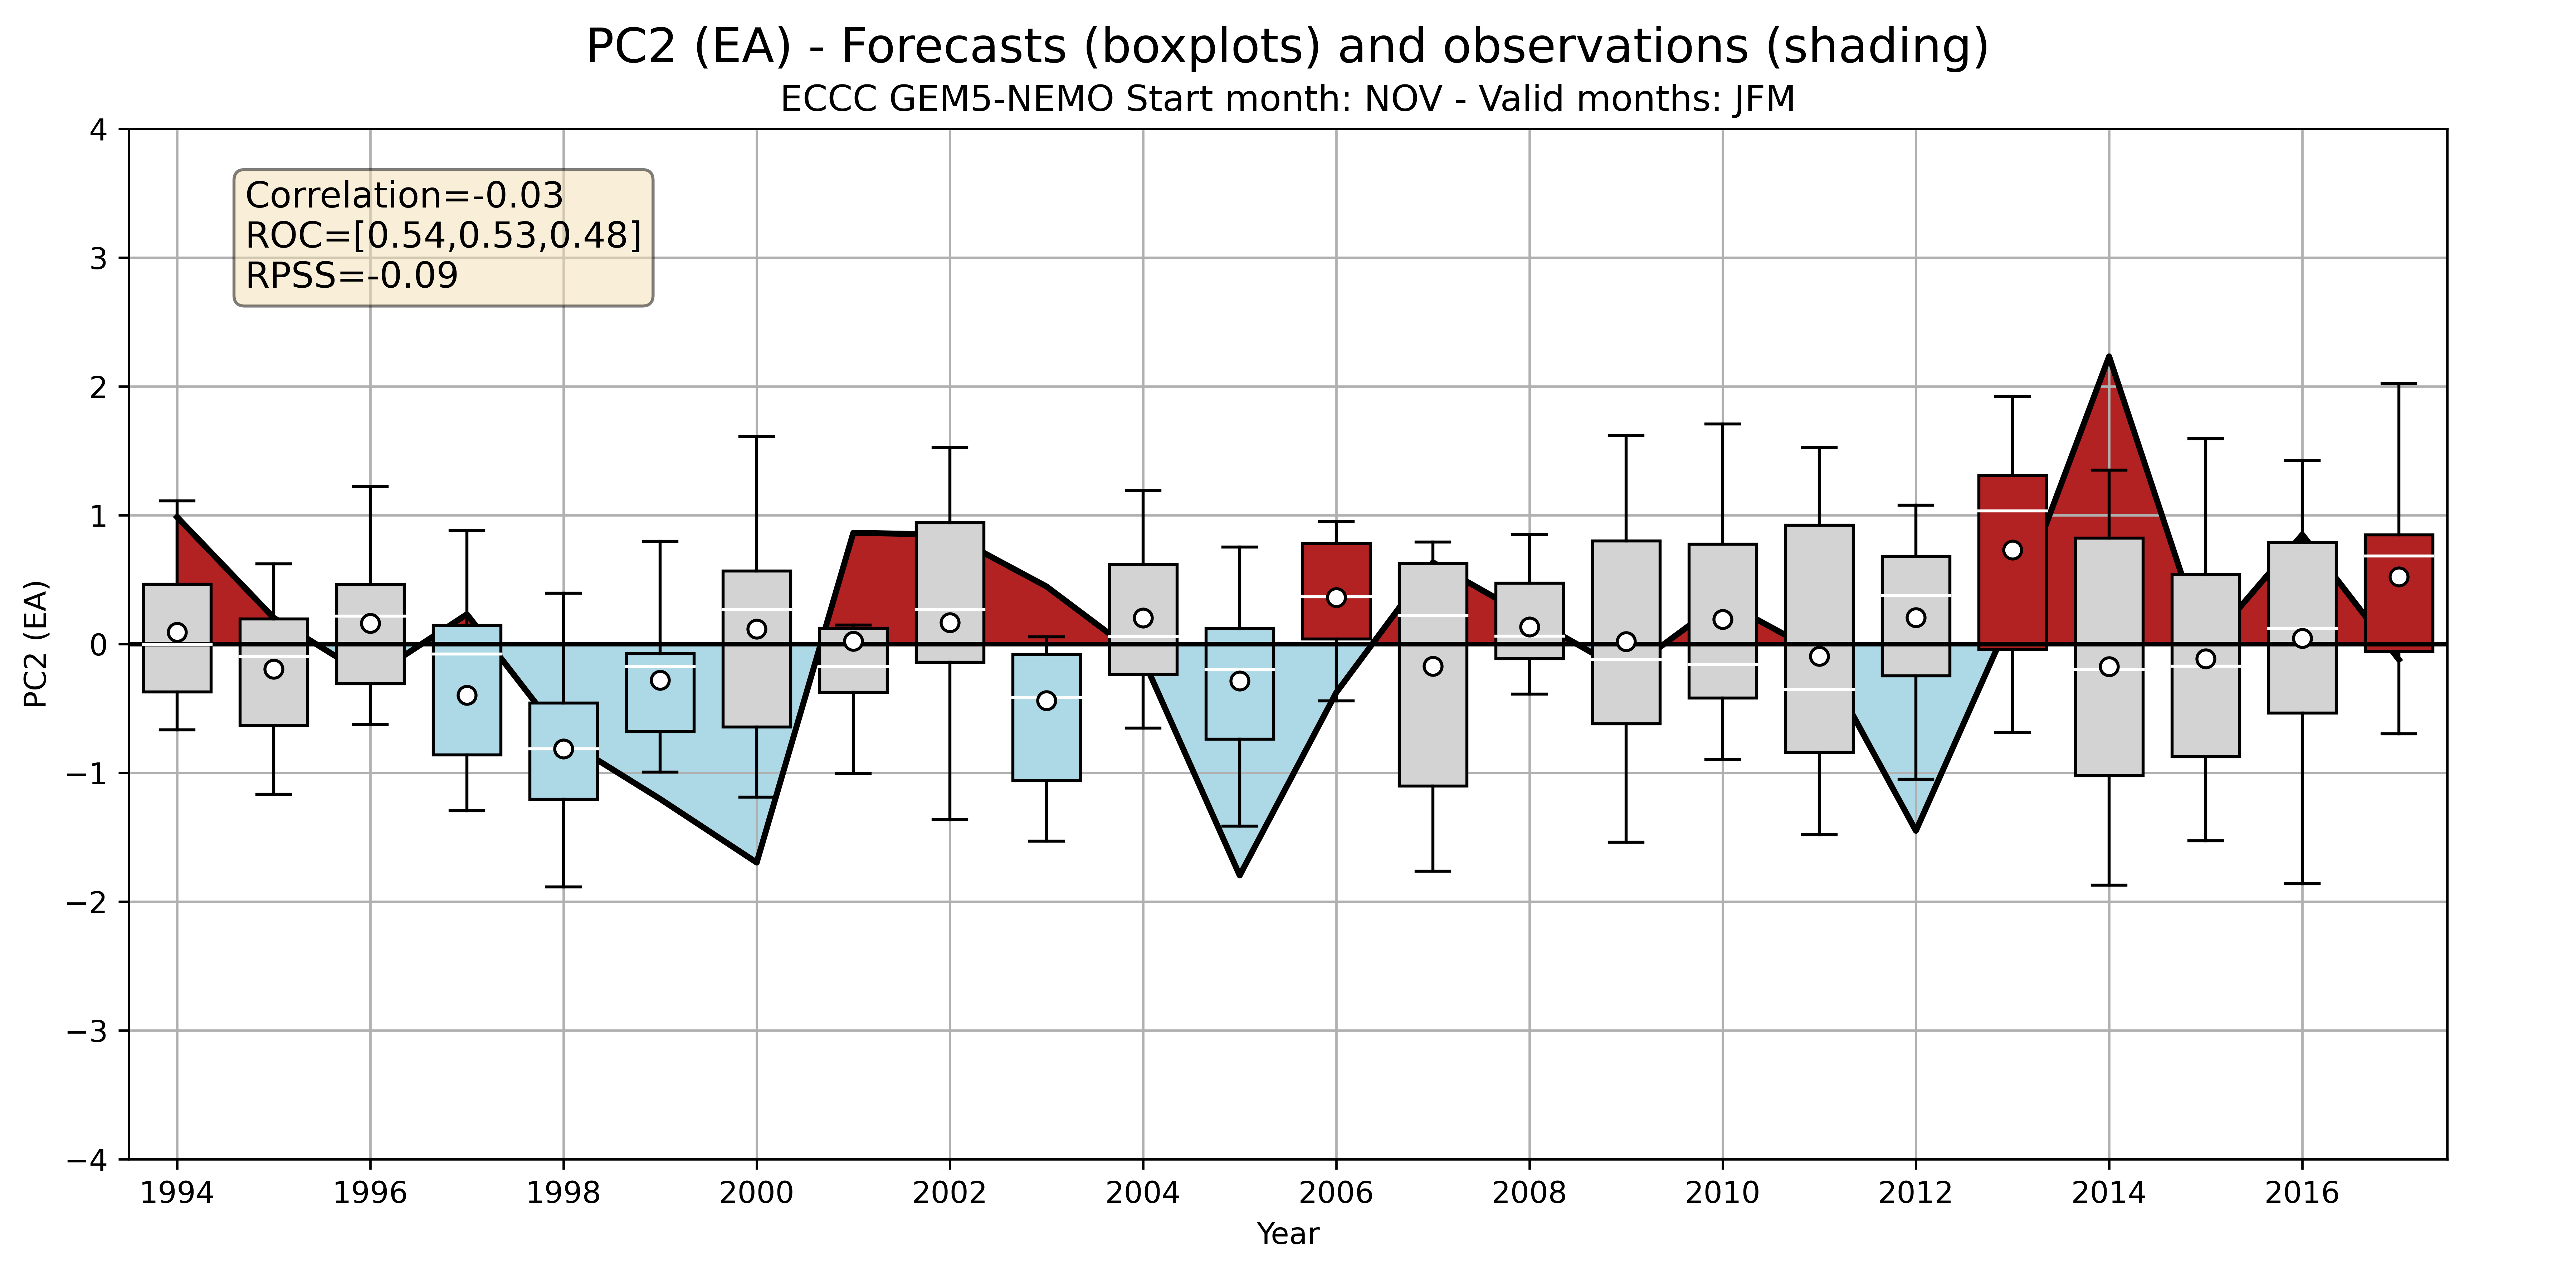 PC2 (EA) - Forecasts (boxplots) and observations (shading)
ECCC GEM5-NEMO Start month: NOV - Valid months: JFM
Correlation=-0.03
ROC=[0.54,0.53,0.48]
RPSS=-0.09
PC2 (EA)
4
3
2
1
0
−1
−2
−3
−4
1994 1996 1998 2000 2002 2004 2006 2008 2010 2012 2014 2016
Year